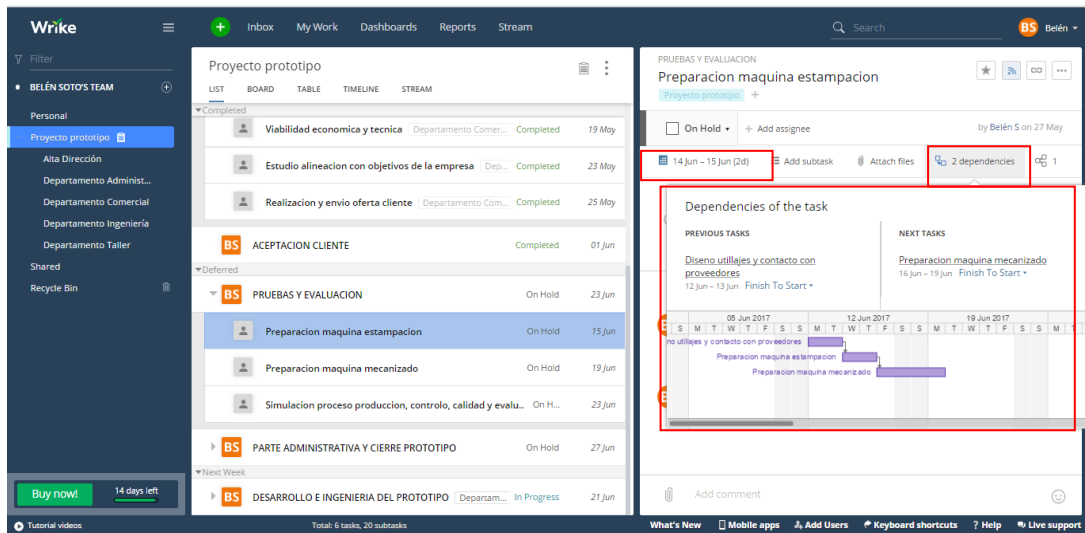 Wrike
Inbox My Work Dashboards Reports Stream
Search
BS Belén
Filter
BELÉN SOTO'S TEAM
Personal
Proyecto prototipo
Alta Dirección
Departamento Administ...
Departamento Comercial
Departamento Ingeniería
Departamento Taller
Shared
Recycle Bin
Buy now! 14 days left
Tutorial videos
Proyecto prototipo
LIST BOARD TABLE TIMELINE STREAM
Completed
Viabilidad economica y tecnica Departamento Comer... Completed 19 May
Estudio alineacion con objetivos de la empresa Dep... Completed 23 May
Realizacion y envio oferta cliente Departamento Com... Completed 25 May
BS ACEPTACION CLIENTE Completed 01 Jun
Deferred
BS PRUEBAS Y EVALUACION On Hold 23 Jun
Preparacion maquina estampacion On Hold 15 Jun
Preparacion maquina mecanizado On Hold 19 Jun
Simulacion proceso produccion, controlo, calidad y evalu.. On H... 23 Jun
BS PARTE ADMINISTRATIVA Y CIERRE PROTOTIPO On Hold 27 Jun
Next Week
BS DESARROLLO E INGENIERIA DEL PROTOTIPO Departam... In Progress 21 Jun
Total: 6 tasks, 20 subtasks
PRUEBAS Y EVALUACION
Preparacion maquina estampacion
Proyecto prototipo +
On Hold + Add assignee by Belén S on 27 May
14 Jun – 15 Jun (2d) Add subtask Attach files 2 dependencies 1
Dependencies of the task
PREVIOUS TASKS NEXT TASKS
Diseno utillajes y contacto con proveedores
12 Jun – 13 Jun Finish To Start
Preparacion maquina mecanizado
16 Jun – 19 Jun Finish To Start
05 Jun 2017 12 Jun 2017 19 Jun 2017
S M T W T F S S M T W T F S S M T W T F S S M T
no utillajes y contacto con proveedores
Preparacion maquina estampacion
Preparacion maquina mecanizado
Add comment
What's New Mobile apps Add Users Keyboard shortcuts ? Help Live support